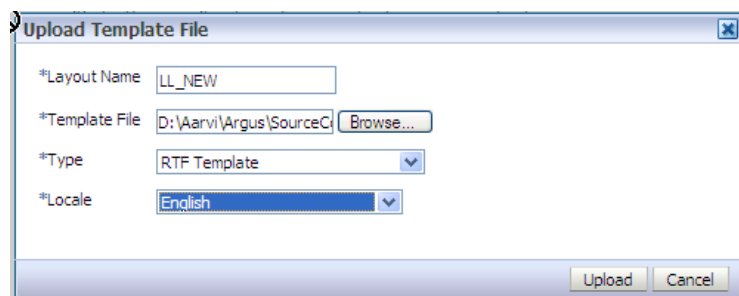 Upload Template File
*Layout Name LL_NEW
*Template File D:\Aarvi\Argus\SourceC Browse...
*Type RTF Template
*Locale English
Upload Cancel